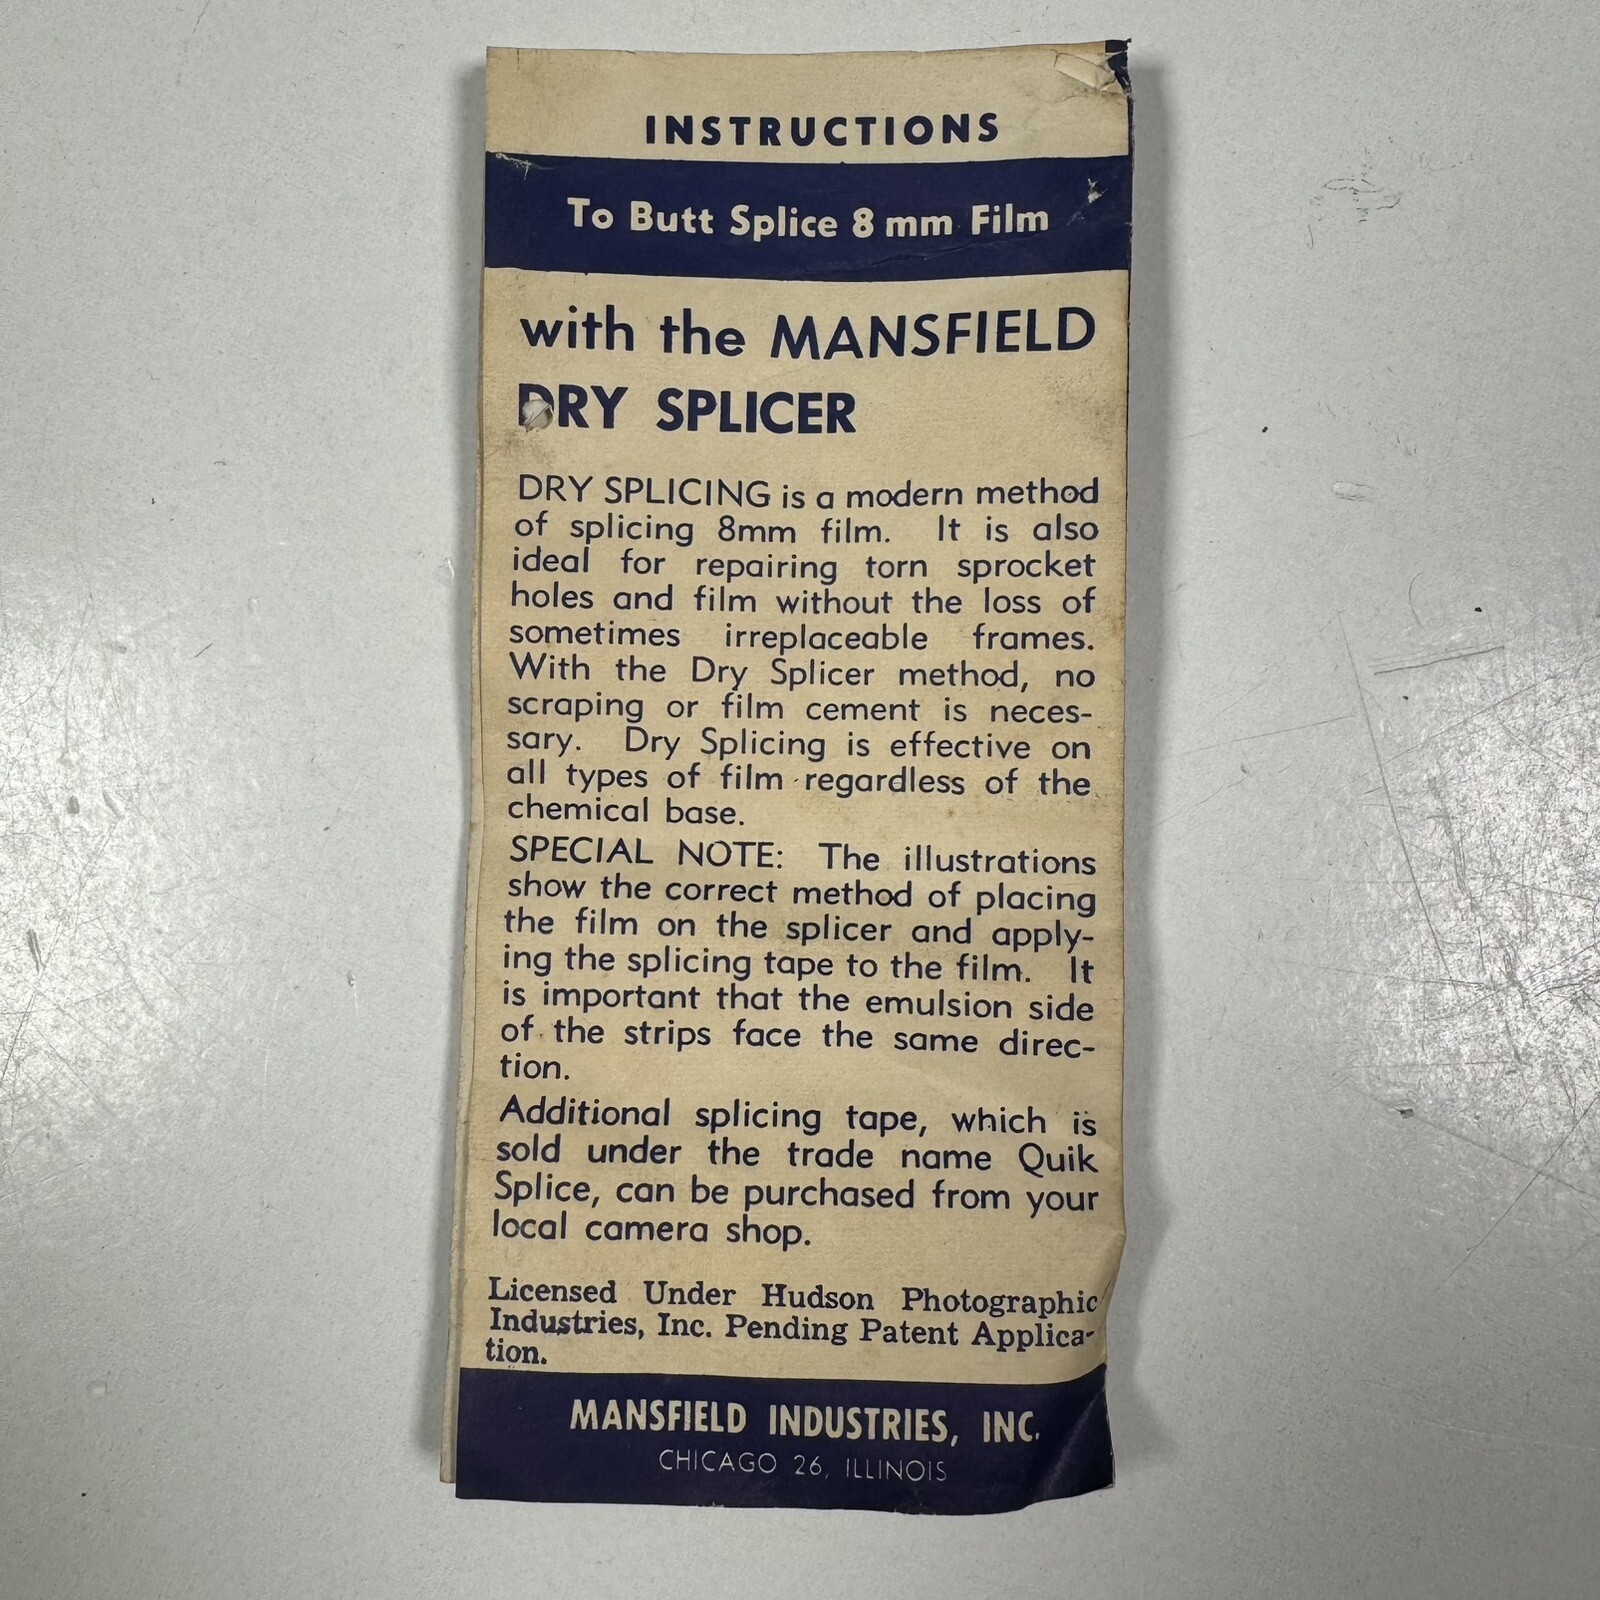 INSTRUCTIONS
To Butt Splice 8 mm Film
with the MANSFIELD
DRY SPLICER
DRY SPLICING is a modern method
of splicing 8mm film. It is also
ideal for repairing torn sprocket
holes and film without the loss of
sometimes irreplaceable frames.
With the Dry Splicer method, no
scraping or film cement is neces-
sary. Dry Splicing is effective on
all types of film regardless of the
chemical base.
SPECIAL NOTE: The illustrations
show the correct method of placing
the film on the splicer and apply-
ing the splicing tape to the film. It
is important that the emulsion side
of the strips face the same direc-
tion.
Additional splicing tape, which is
sold under the trade name Quik
Splice, can be purchased from your
local camera shop.
Licensed Under Hudson Photographic
Industries, Inc. Pending Patent Applica-
tion.
MANSFIELD INDUSTRIES, INC.
CHICAGO 26, ILLINOIS